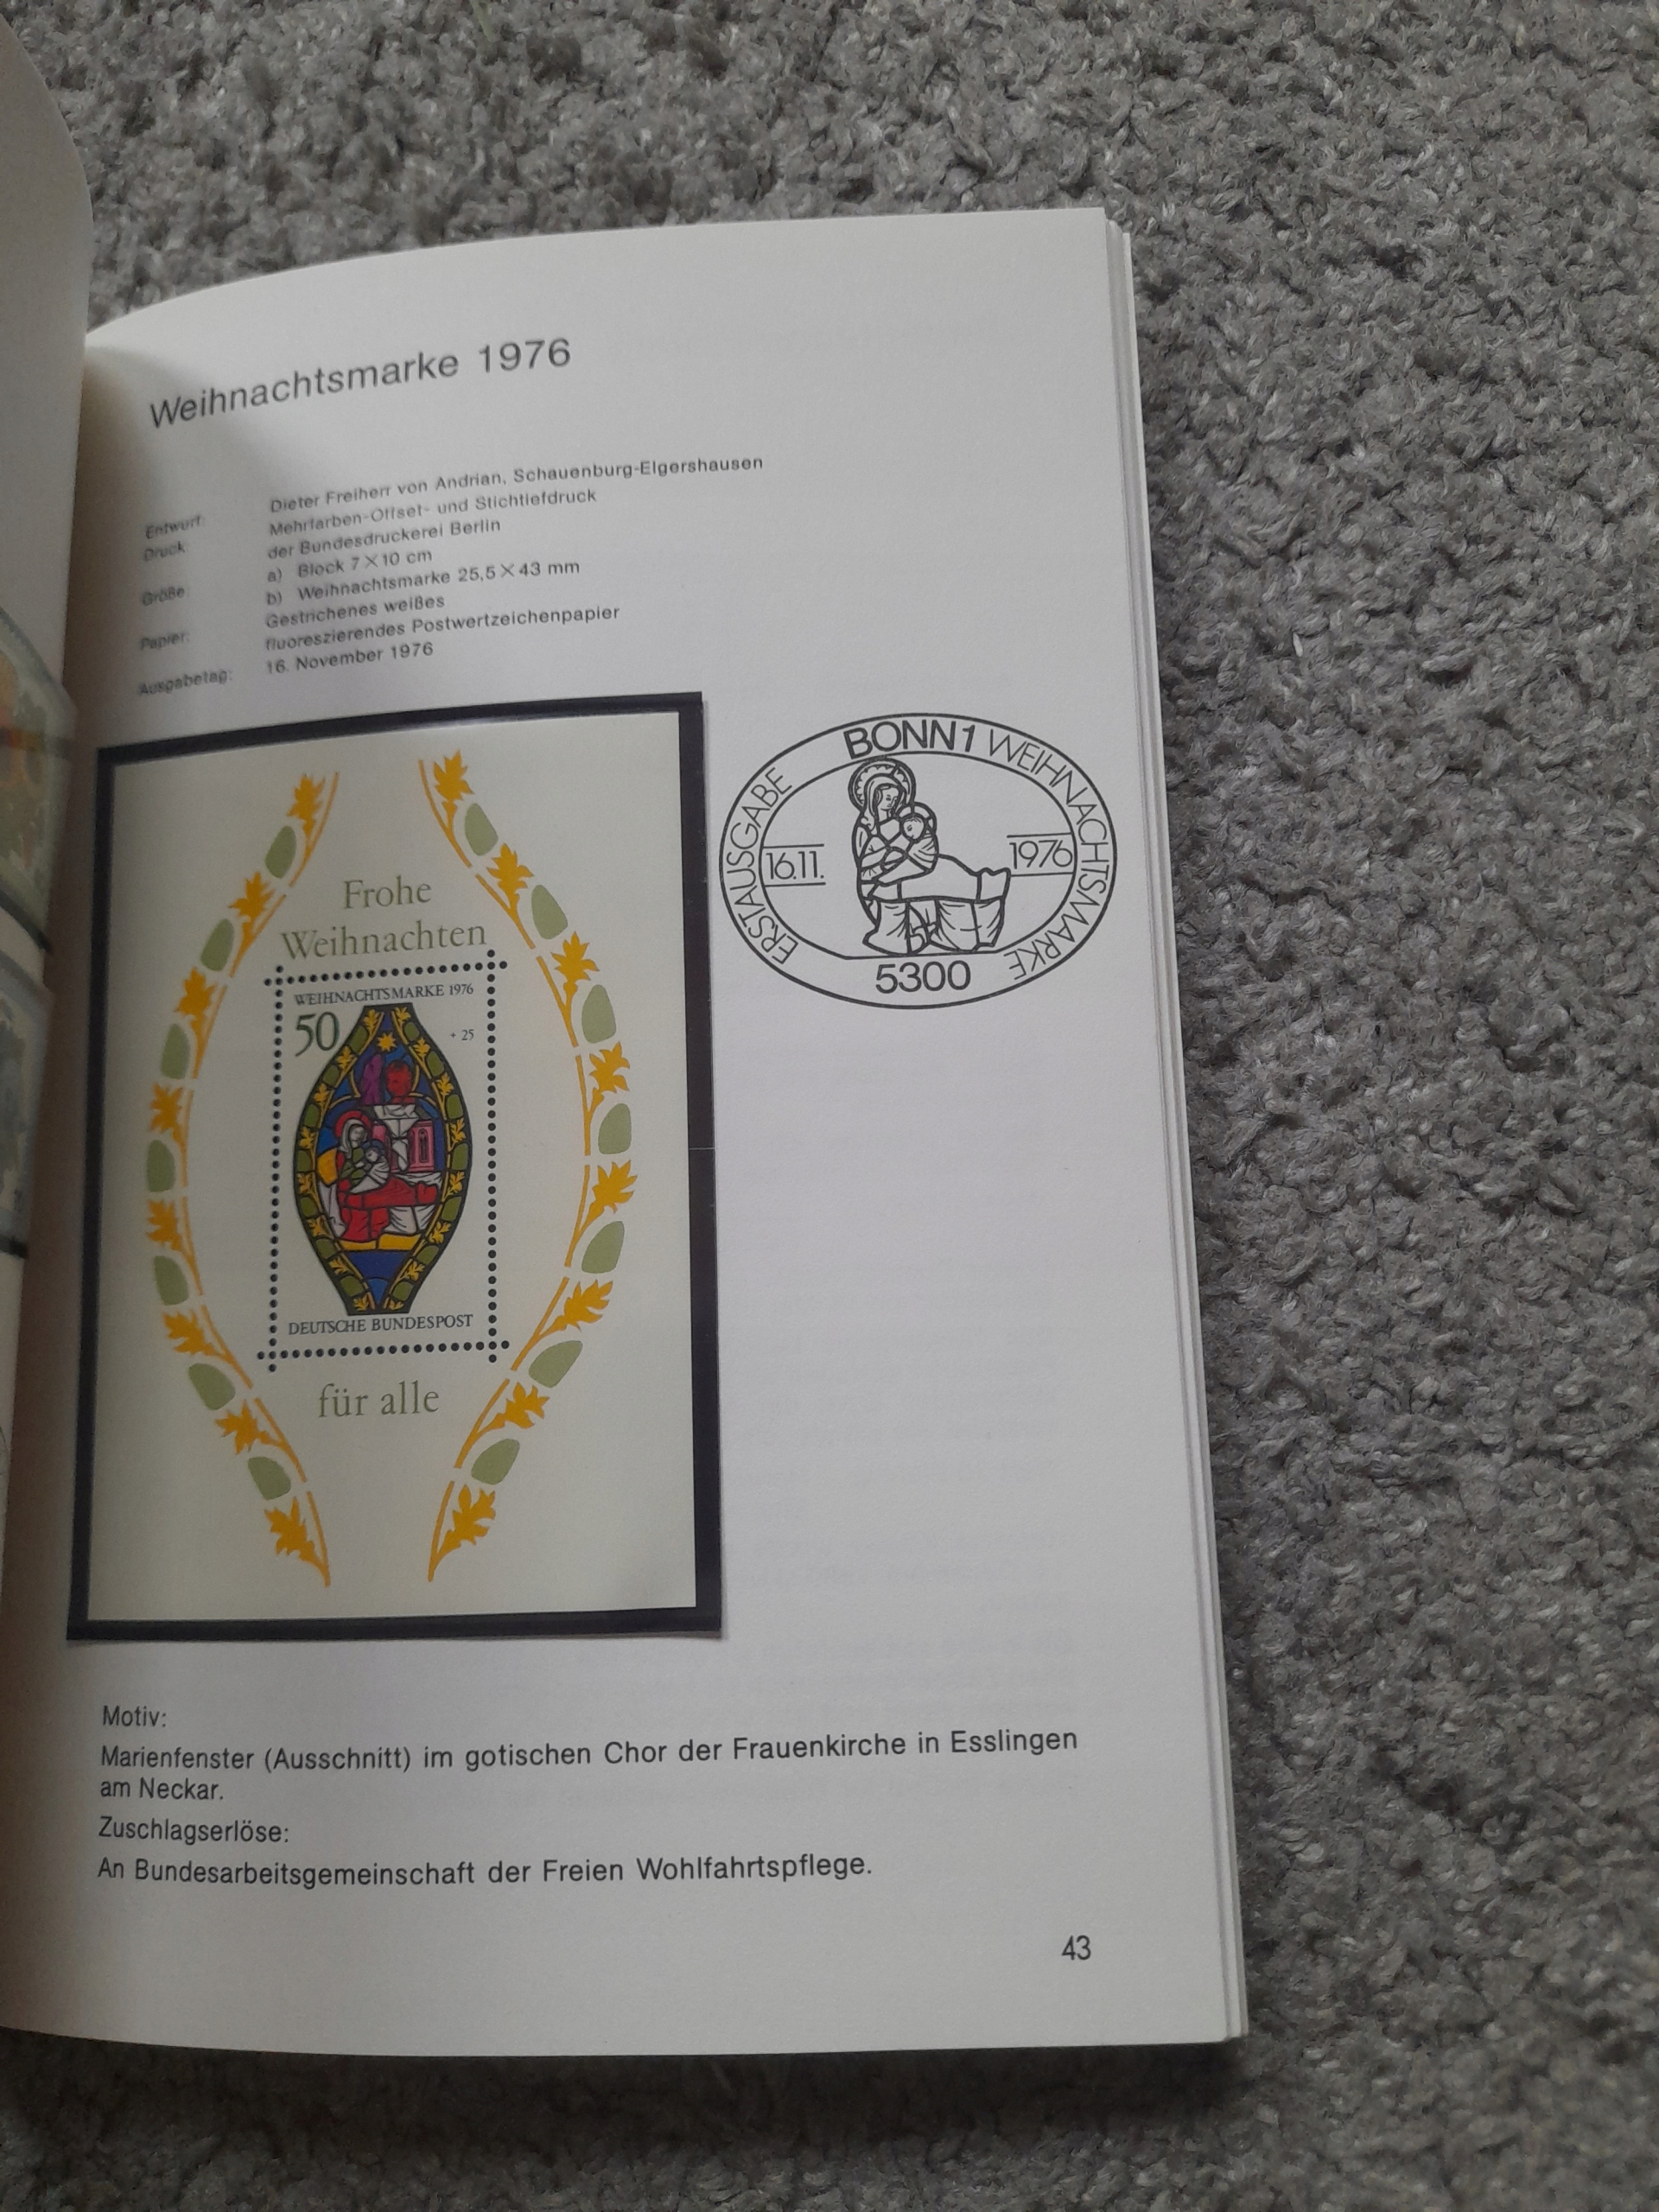 Weihnachtsmarke 1976
Entwurf: Dieter Freiherr von Andrian, Schauenburg-Elgershausen
Druck: Mehrfarben-Offset- und Stichtiefdruck
der Bundesdruckerei Berlin
Größe: a) Block 7×10 cm
b) Weihnachtsmarke 25,5×43 mm
Papier: Gestrichenes weißes
fluoreszierendes Postwertzeichenpapier
Ausgabetag: 16. November 1976
Frohe
Weihnachten
WEIHNACHTSMARKE 1976
50
+ 25
DEUTSCHE BUNDESPOST
für alle
ERSTAUSGABE BONN 1 WEIHNACHTSMARKE
16.11. 1976
5300
Motiv:
Marienfenster (Ausschnitt) im gotischen Chor der Frauenkirche in Esslingen
am Neckar.
Zuschlagserlöse:
An Bundesarbeitsgemeinschaft der Freien Wohlfahrtspflege.
43